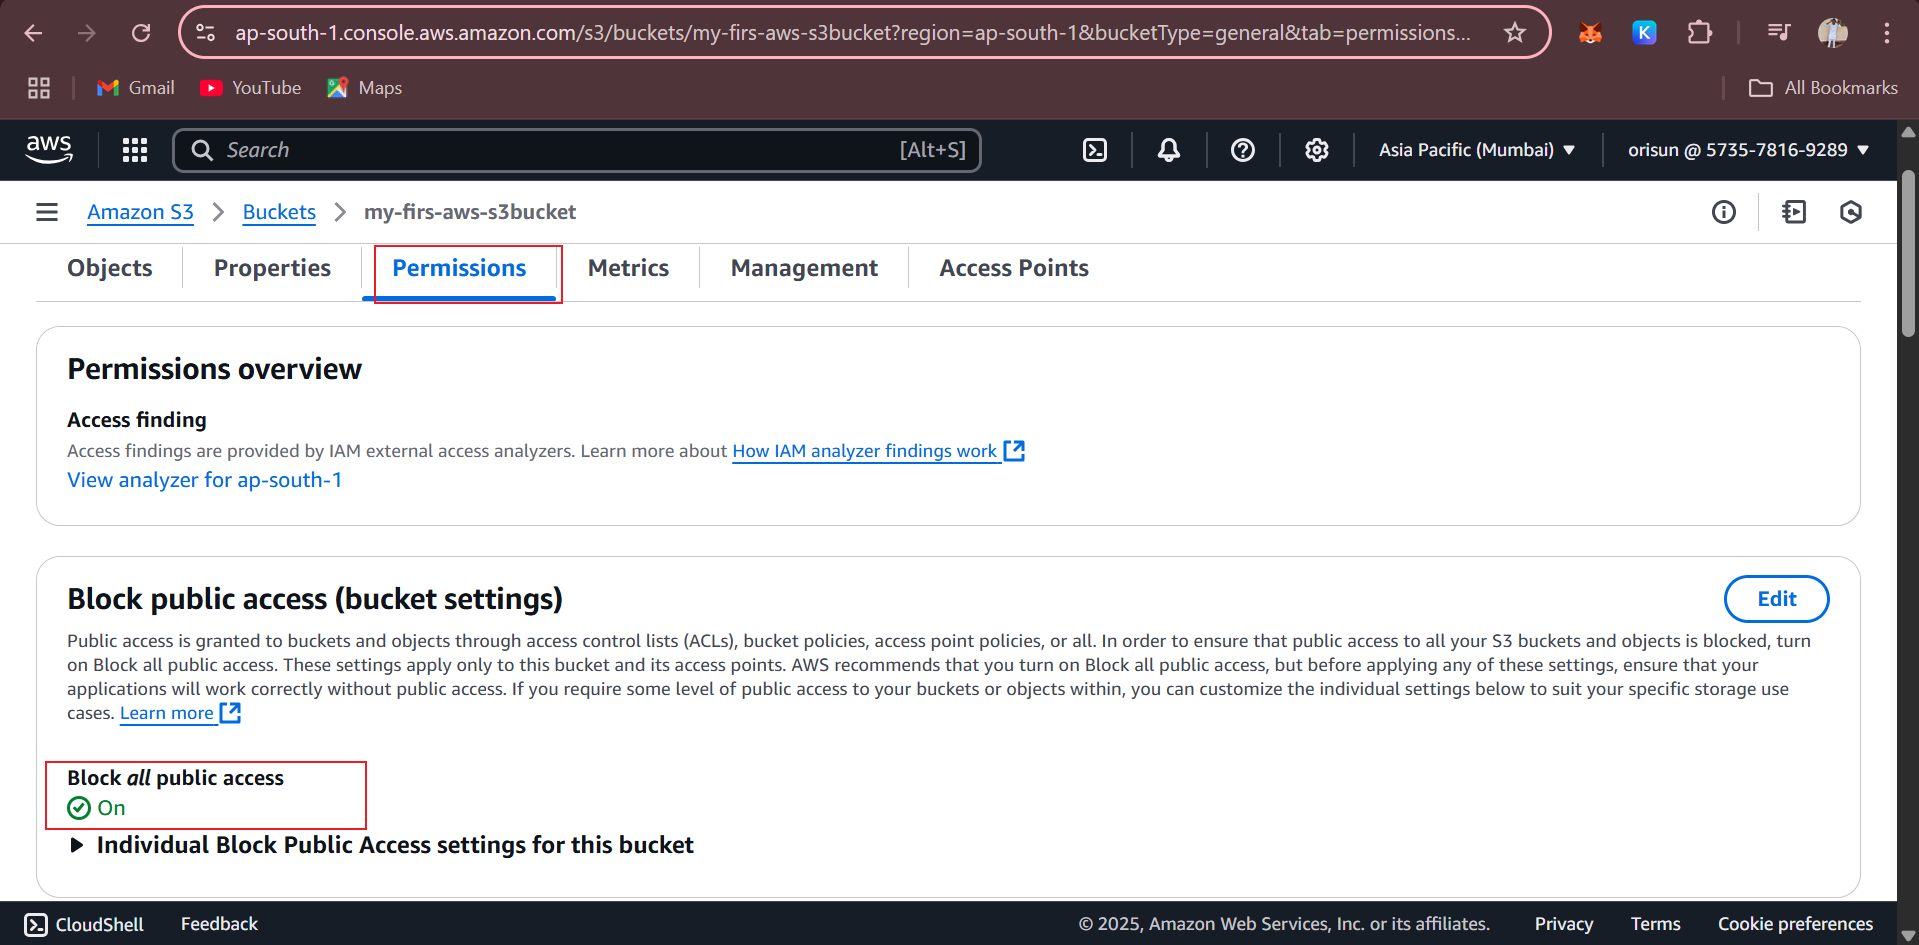 ap-south-1.console.aws.amazon.com/s3/buckets/my-firs-aws-s3bucket?region=ap-south-1&bucketType=general&tab=permissions...
K
Gmail
YouTube
Maps
All Bookmarks
aws
Search
[Alt+S]
Asia Pacific (Mumbai)
orisun @ 5735-7816-9289
Amazon S3
Buckets
my-firs-aws-s3bucket
Objects
Properties
Permissions
Metrics
Management
Access Points
Permissions overview
Access finding
Access findings are provided by IAM external access analyzers. Learn more about How IAM analyzer findings work
View analyzer for ap-south-1
Block public access (bucket settings)
Edit
Public access is granted to buckets and objects through access control lists (ACLs), bucket policies, access point policies, or all. In order to ensure that public access to all your S3 buckets and objects is blocked, turn
on Block all public access. These settings apply only to this bucket and its access points. AWS recommends that you turn on Block all public access, but before applying any of these settings, ensure that your
applications will work correctly without public access. If you require some level of public access to your buckets or objects within, you can customize the individual settings below to suit your specific storage use
cases. Learn more
Block all public access
On
Individual Block Public Access settings for this bucket
CloudShell
Feedback
© 2025, Amazon Web Services, Inc. or its affiliates.
Privacy
Terms
Cookie preferences